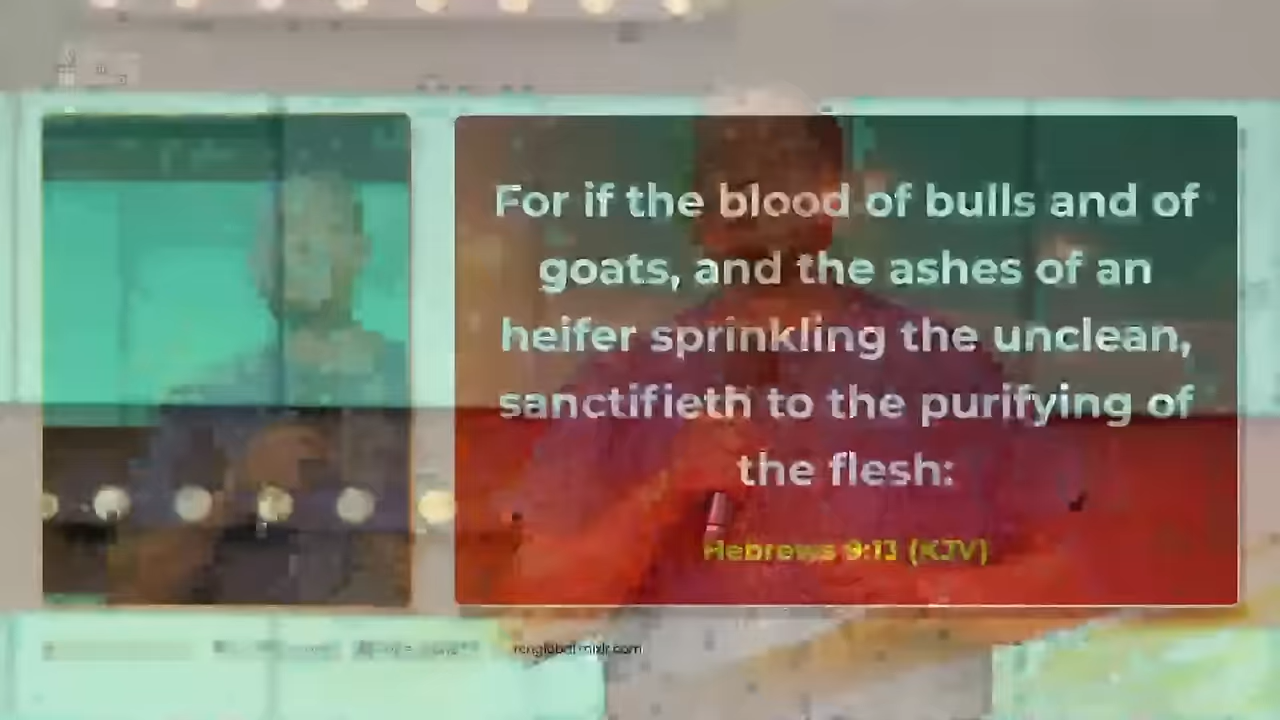 For if the blood of bulls and of
goats, and the ashes of an
heifer sprinkling the unclean,
sanctifieth to the purifying of
the flesh:
Hebrews 9:13 (KJV)